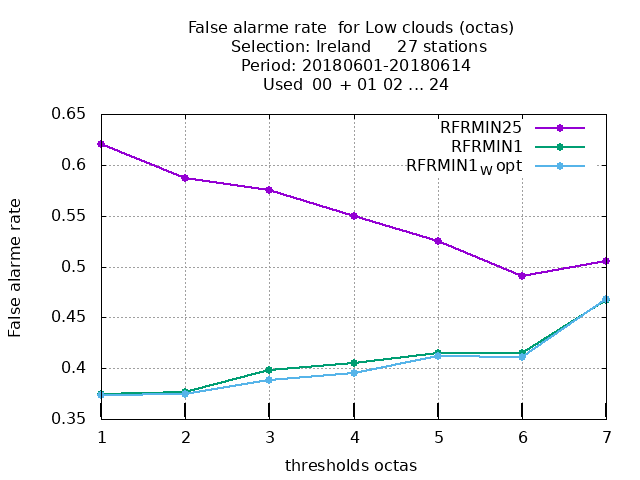 False alarme rate  for Low clouds (octas)
Selection: Ireland     27 stations
Period: 20180601-20180614
Used  00  + 01 02 ... 24
0.65
RFRMIN25
RFRMIN1
0.6
RFRMIN1W opt
0.55
0.5
0.45
0.4
0.35
False alarme rate
1 2 3 4 5 6 7
thresholds octas